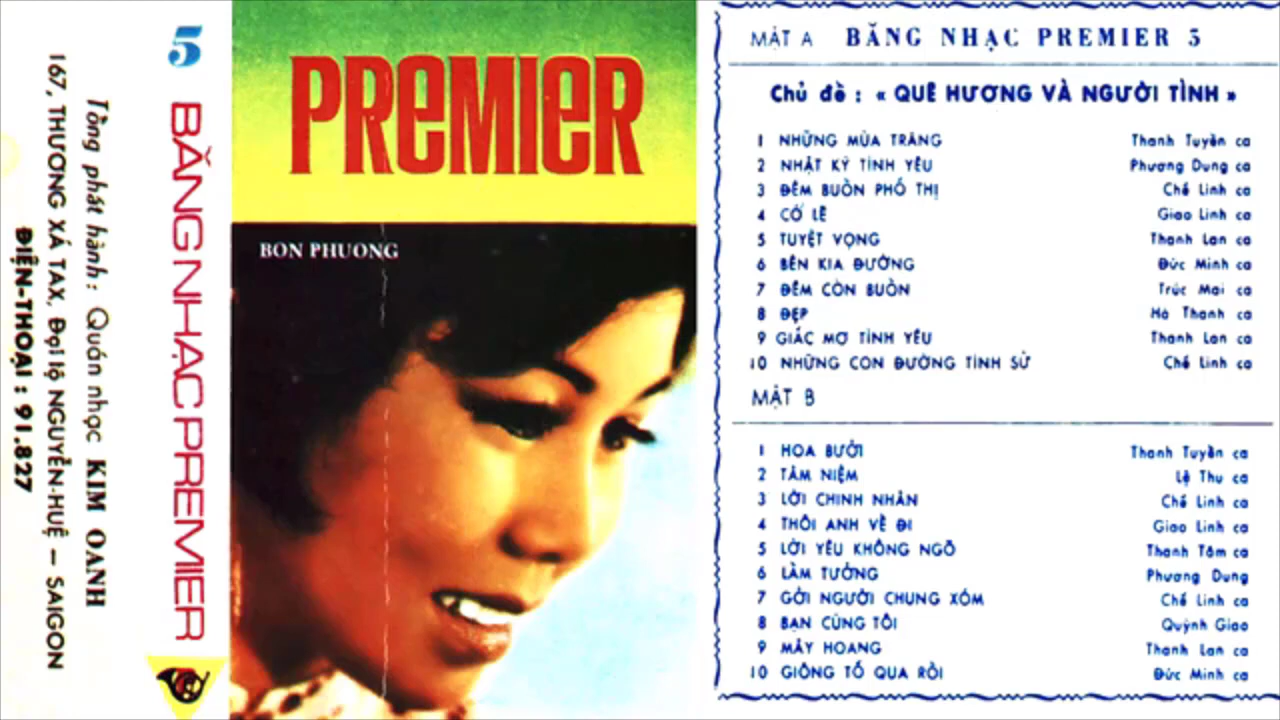 5 BĂNG NHẠC PREMIER
Tổng phát hành: Quán nhạc KIM OANH
167, THƯƠNG XÁ TAX, Đại lộ NGUYỄN-HUỆ — SAIGON
ĐIỆN-THOẠI : 91.827
PREMIER
BON PHUONG
MẶT A BĂNG NHẠC PREMIER 5
Chủ đề : « QUÊ HƯƠNG VÀ NGƯỜI TÌNH »
1 NHỮNG MÙA TRĂNG Thanh Tuyền ca
2 NHẬT KÝ TÌNH YÊU Phương Dung ca
3 ĐÊM BUỒN PHỐ THỊ Chế Linh ca
4 CÓ LẼ Giao Linh ca
5 TUYỆT VỌNG Thanh Lan ca
6 BÊN KIA ĐƯỜNG Đức Minh ca
7 ĐÊM CÒN BUỒN Trúc Mai ca
8 ĐẸP Hà Thanh ca
9 GIẤC MƠ TÌNH YÊU Thanh Lan ca
10 NHỮNG CON ĐƯỜNG TÌNH SỬ Chế Linh ca
MẶT B
1 HOA BƯỞI Thanh Tuyền ca
2 TÂM NIỆM Lệ Thu ca
3 LỜI CHINH NHÂN Chế Linh ca
4 THÔI ANH VỀ ĐI Giao Linh ca
5 LỜI YÊU KHÔNG NGÕ Thanh Tâm ca
6 LẦM TƯỞNG Phương Dung
7 GỞI NGƯỜI CHUNG XÓM Chế Linh ca
8 BẠN CÙNG TÔI Quỳnh Giao
9 MÂY HOANG Thanh Lan ca
10 GIÔNG TỐ QUA RỒI Đức Minh ca